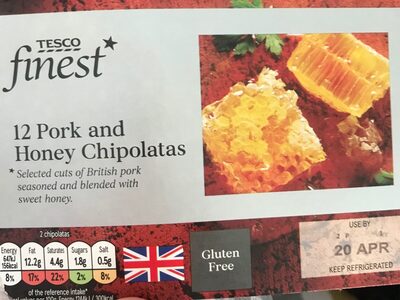 TESCO
finest*
12 Pork and
Honey Chipolatas
*Selected cuts of British pork
seasoned and blended with
sweet honey.
2 chipolatas
Energy Fat Saturates Sugars Salt
647kJ
156kcal 12.2g 4.4g 1.8g 0.5g
8% 17% 22% 2% 8%
of the reference intake*
Gluten
Free
USE BY
20 APR
KEEP REFRIGERATED